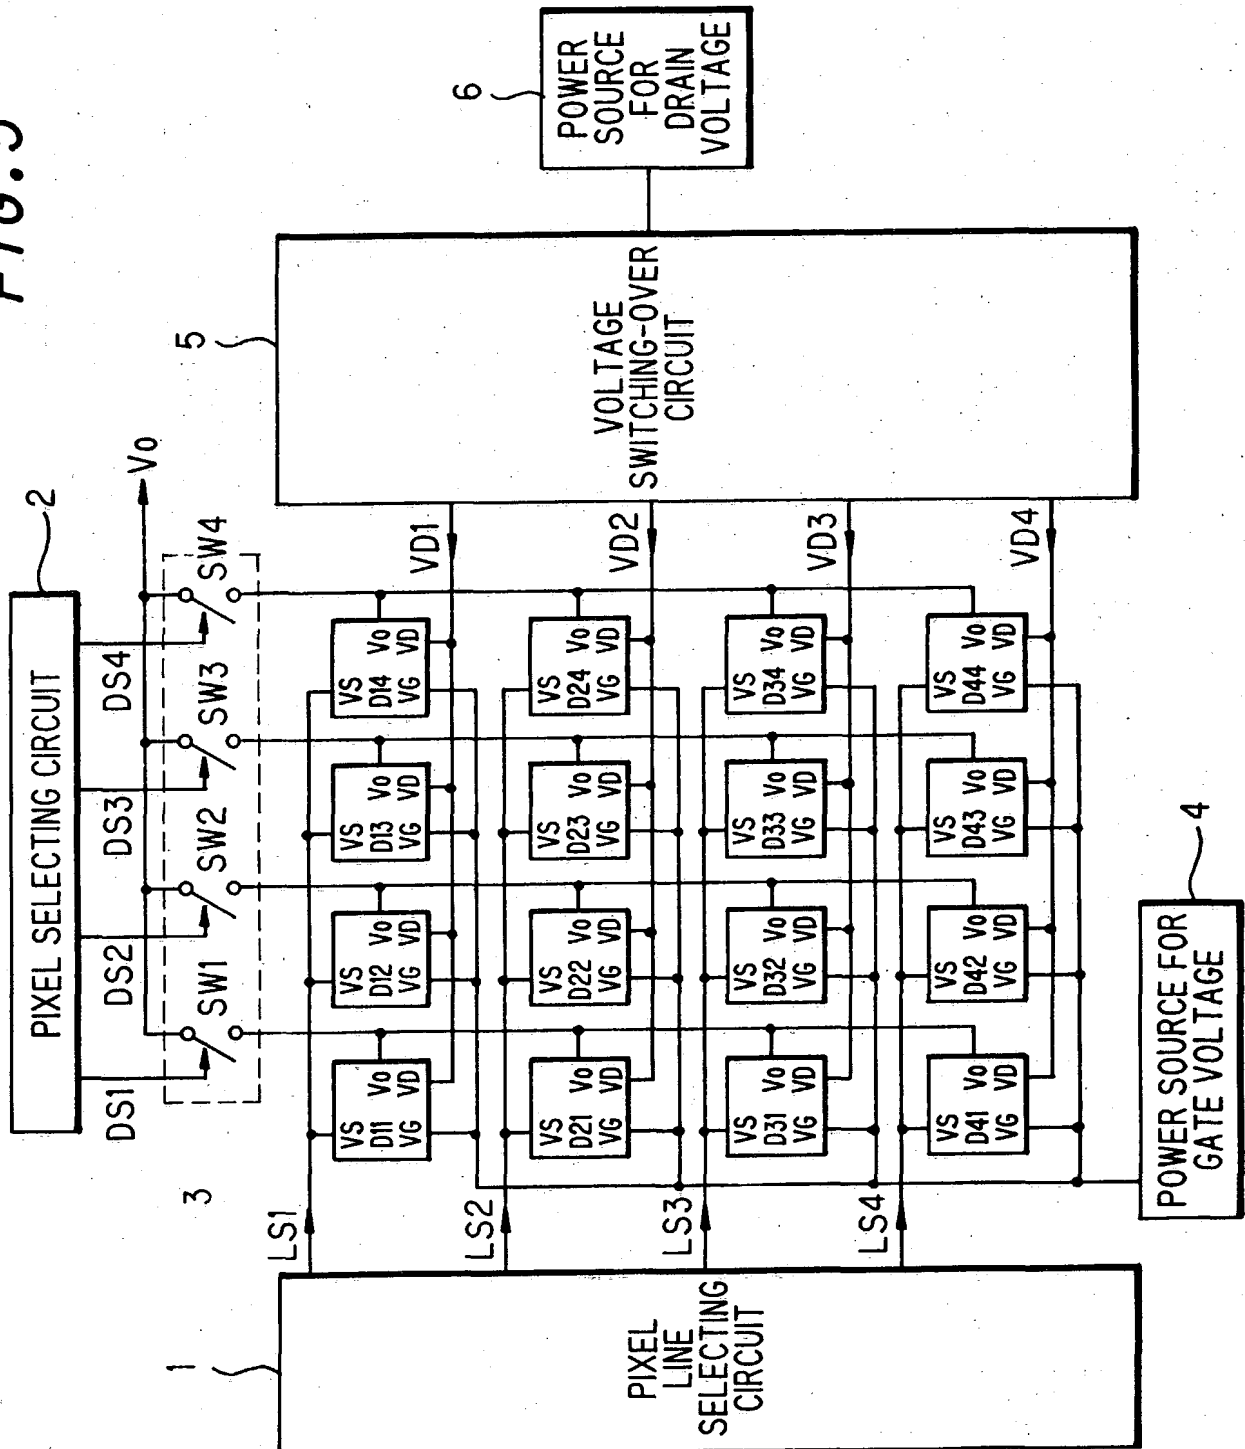 FIG.5
PIXEL SELECTING CIRCUIT
2
DS1
DS2
DS3
DS4
Vo
3
SW1
SW2
SW3
SW4
1
PIXEL
LINE
SELECTING
CIRCUIT
LS1
LS2
LS3
LS4
VS
D11 Vo
VG VD
VS
D12 Vo
VG VD
VS
D13 Vo
VG VD
VS
D14 Vo
VG VD
VS
D21 Vo
VG VD
VS
D22 Vo
VG VD
VS
D23 Vo
VG VD
VS
D24 Vo
VG VD
VS
D31 Vo
VG VD
VS
D32 Vo
VG VD
VS
D33 Vo
VG VD
VS
D34 Vo
VG VD
VS
D41 Vo
VG VD
VS
D42 Vo
VG VD
VS
D43 Vo
VG VD
VS
D44 Vo
VG VD
VD1
VD2
VD3
VD4
5
VOLTAGE
SWITCHING-OVER
CIRCUIT
6
POWER
SOURCE
FOR
DRAIN
VOLTAGE
4
POWER SOURCE FOR
GATE VOLTAGE